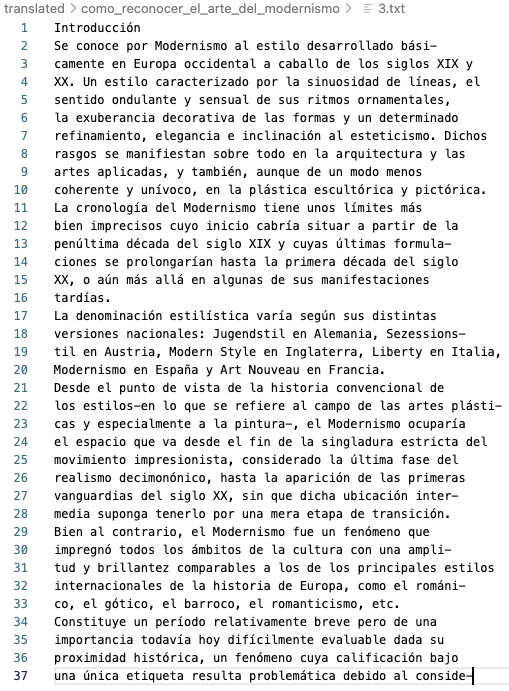 translated > como_reconocer_el_arte_del_modernismo > 3.txt
1 Introducción
2 Se conoce por Modernismo al estilo desarrollado bási-
3 camente en Europa occidental a caballo de los siglos XIX y
4 XX. Un estilo caracterizado por la sinuosidad de líneas, el
5 sentido ondulante y sensual de sus ritmos ornamentales,
6 la exuberancia decorativa de las formas y un determinado
7 refinamiento, elegancia e inclinación al esteticismo. Dichos
8 rasgos se manifiestan sobre todo en la arquitectura y las
9 artes aplicadas, y también, aunque de un modo menos
10 coherente y unívoco, en la plástica escultórica y pictórica.
11 La cronología del Modernismo tiene unos límites más
12 bien imprecisos cuyo inicio cabría situar a partir de la
13 penúltima década del siglo XIX y cuyas últimas formula-
14 ciones se prolongarían hasta la primera década del siglo
15 XX, o aún más allá en algunas de sus manifestaciones
16 tardías.
17 La denominación estilística varía según sus distintas
18 versiones nacionales: Jugendstil en Alemania, Sezessions-
19 til en Austria, Modern Style en Inglaterra, Liberty en Italia,
20 Modernismo en España y Art Nouveau en Francia.
21 Desde el punto de vista de la historia convencional de
22 los estilos-en lo que se refiere al campo de las artes plásti-
23 cas y especialmente a la pintura-, el Modernismo ocuparía
24 el espacio que va desde el fin de la singladura estricta del
25 movimiento impresionista, considerado la última fase del
26 realismo decimonónico, hasta la aparición de las primeras
27 vanguardias del siglo XX, sin que dicha ubicación inter-
28 media suponga tenerlo por una mera etapa de transición.
29 Bien al contrario, el Modernismo fue un fenómeno que
30 impregnó todos los ámbitos de la cultura con una ampli-
31 tud y brillantez comparables a los de los principales estilos
32 internacionales de la historia de Europa, como el románi-
33 co, el gótico, el barroco, el romanticismo, etc.
34 Constituye un período relativamente breve pero de una
35 importancia todavía hoy difícilmente evaluable dada su
36 proximidad histórica, un fenómeno cuya calificación bajo
37 una única etiqueta resulta problemática debido al conside-